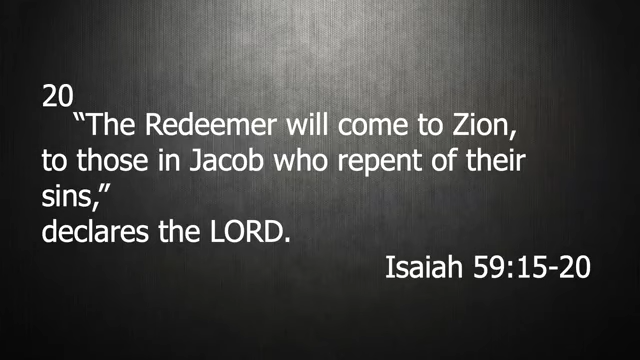 20
“The Redeemer will come to Zion,
to those in Jacob who repent of their
sins,”
declares the LORD.
Isaiah 59:15-20